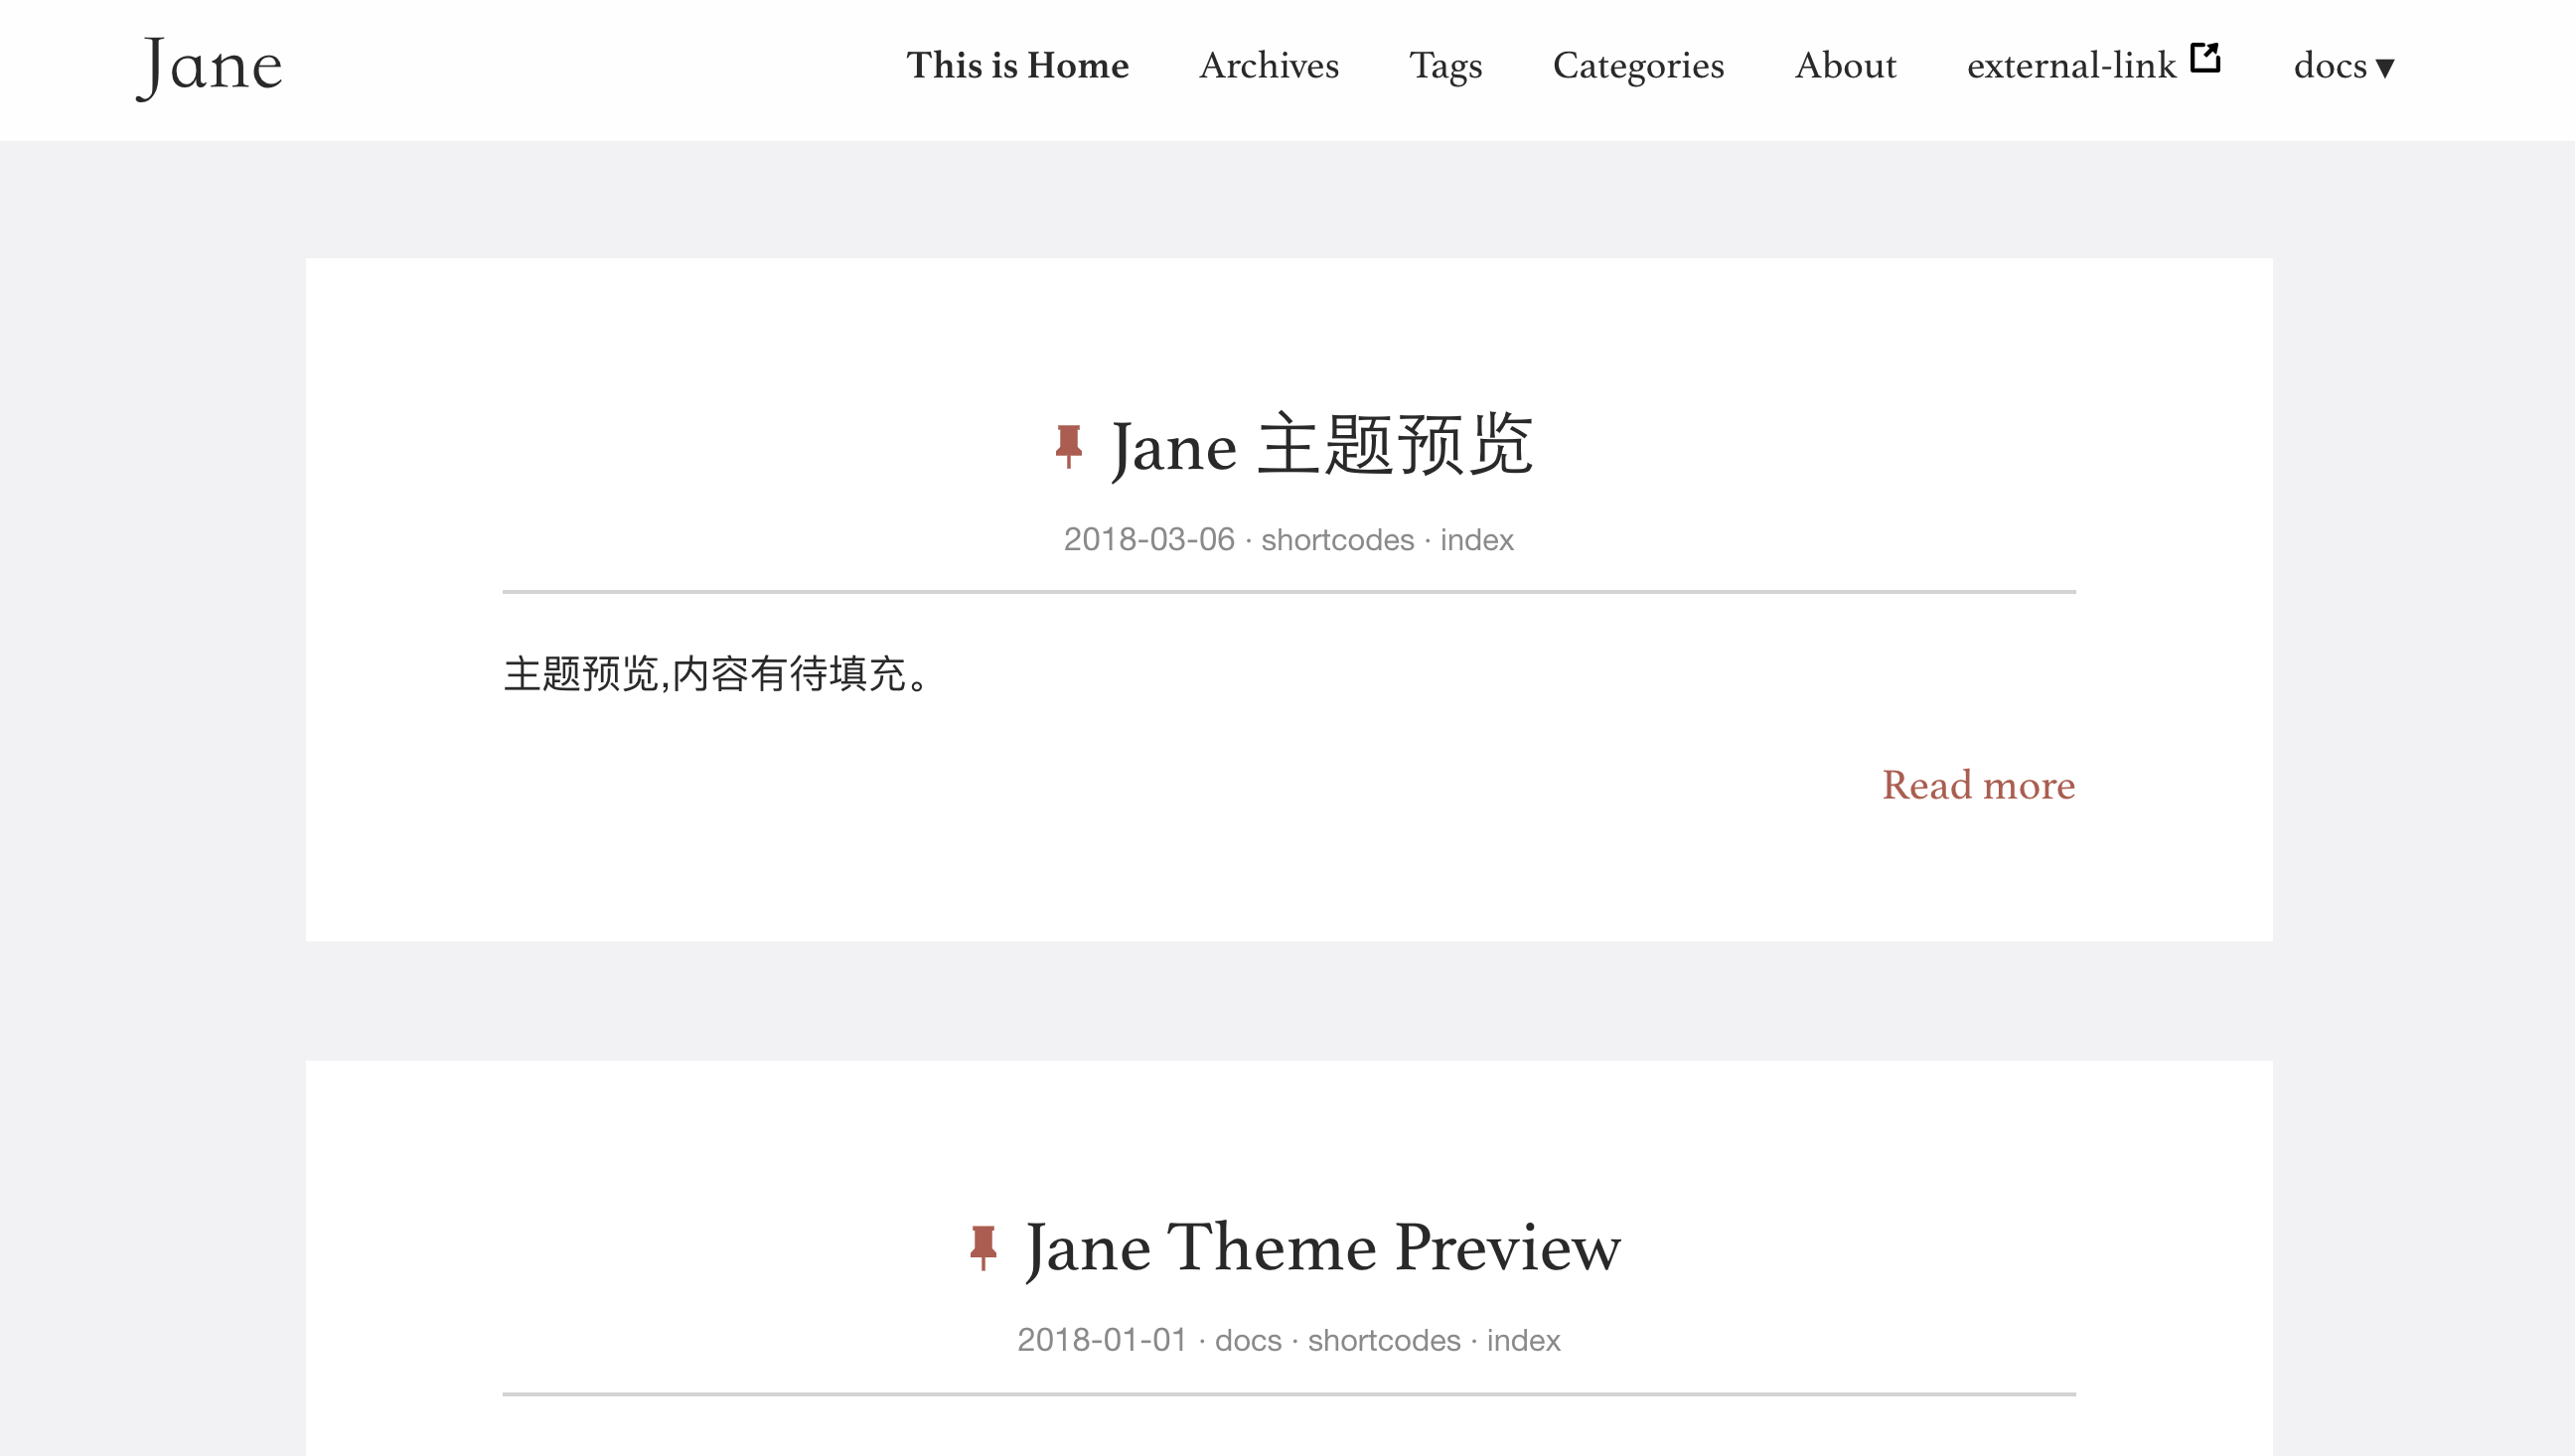 Jane
This is Home Archives Tags Categories About external-link docs ▼
Jane 主题预览
2018-03-06 · shortcodes · index
主题预览,内容有待填充。
Read more
Jane Theme Preview
2018-01-01 · docs · shortcodes · index